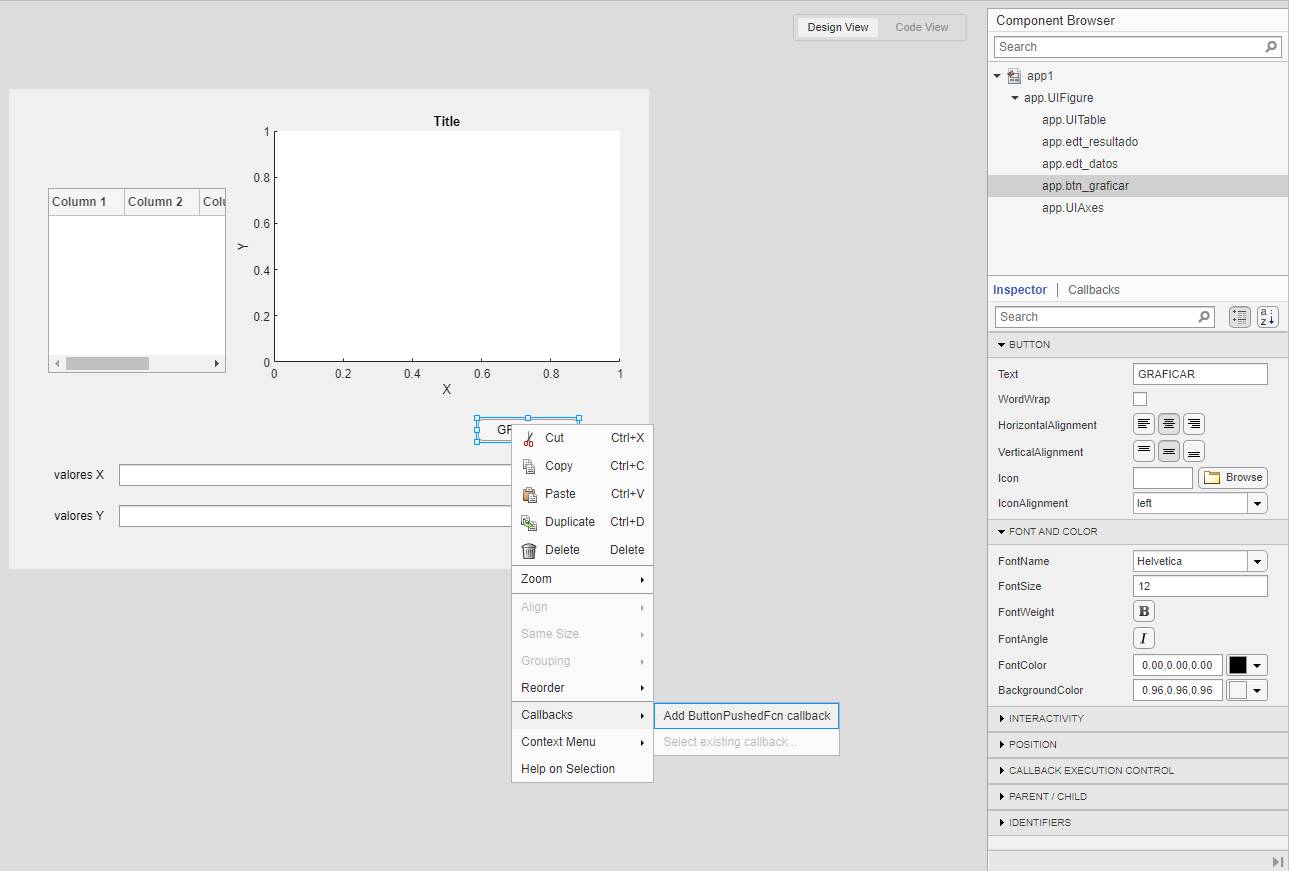 Design View Code View
Title
1
0.8
0.6
0.4
0.2
0
Y
0 0.2 0.4 0.6 0.8 1
X
Column 1 Column 2 Colu
GF
valores X
valores Y
Cut Ctrl+X
Copy Ctrl+C
Paste Ctrl+V
Duplicate Ctrl+D
Delete Delete
Zoom
Align
Same Size
Grouping
Reorder
Callbacks
Context Menu
Help on Selection
Add ButtonPushedFcn callback
Select existing callback...
Component Browser
Search
app1
app.UIFigure
app.UITable
app.edt_resultado
app.edt_datos
app.btn_graficar
app.UIAxes
Inspector | Callbacks
Search
a
z
BUTTON
Text GRAFICAR
WordWrap
HorizontalAlignment
VerticalAlignment
Icon Browse
IconAlignment left
FONT AND COLOR
FontName Helvetica
FontSize 12
FontWeight B
FontAngle I
FontColor 0.00,0.00,0.00
BackgroundColor 0.96,0.96,0.96
INTERACTIVITY
POSITION
CALLBACK EXECUTION CONTROL
PARENT / CHILD
IDENTIFIERS